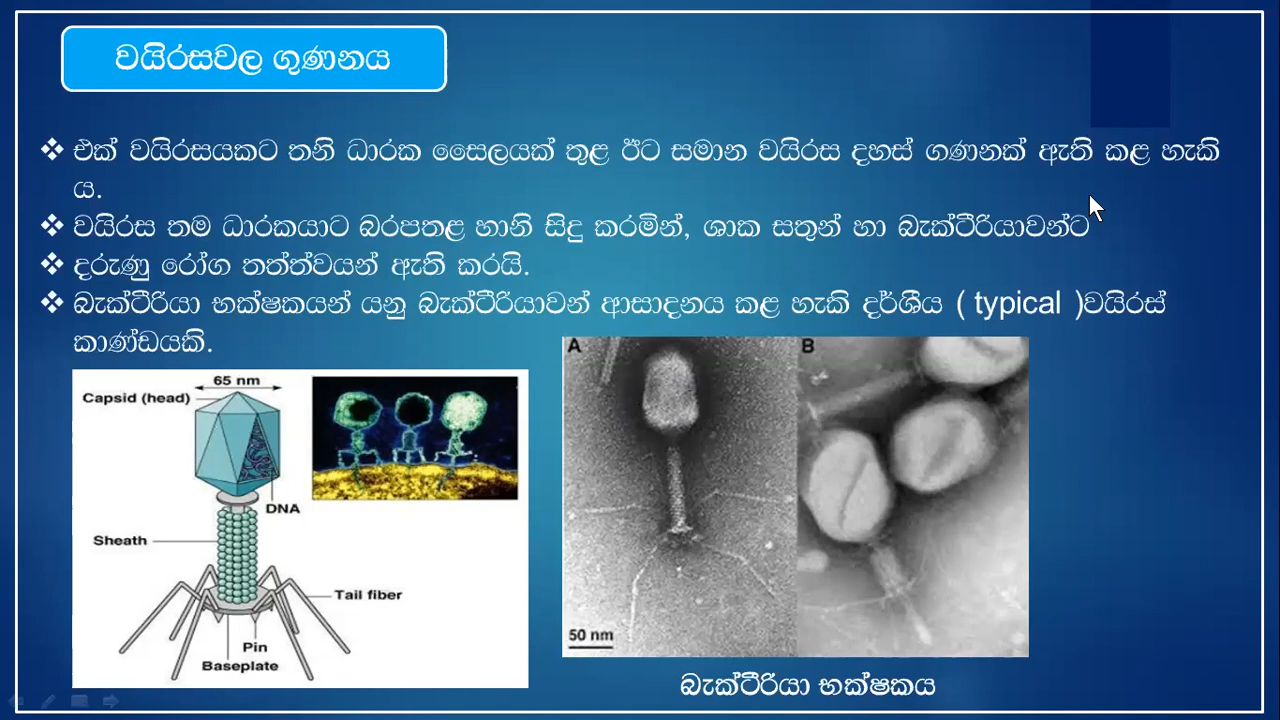 වයිරසවල ගුණනය
❖ එක් වයිරසයකට තනි ධාරක සෛලයක් තුළ ඊට සමාන වයිරස දහස් ගණනක් ඇති කළ හැකි
ය.
❖ වයිරස තම ධාරකයාට බරපතළ හානි සිදු කරමින්, ශාක සතුන් හා බැක්ටීරියාවන්ට
❖ දරුණු රෝග තත්ත්වයන් ඇති කරයි.
❖ බැක්ටීරියා භක්ෂකයන් යනු බැක්ටීරියාවන් ආසාදනය කළ හැකි දර්ශීය ( typical )වයිරස්
කාණ්ඩයකි.
65 nm
Capsid (head)
DNA
Sheath
Tail fiber
Pin
Baseplate
A
B
50 nm
බැක්ටීරියා භක්ෂකය